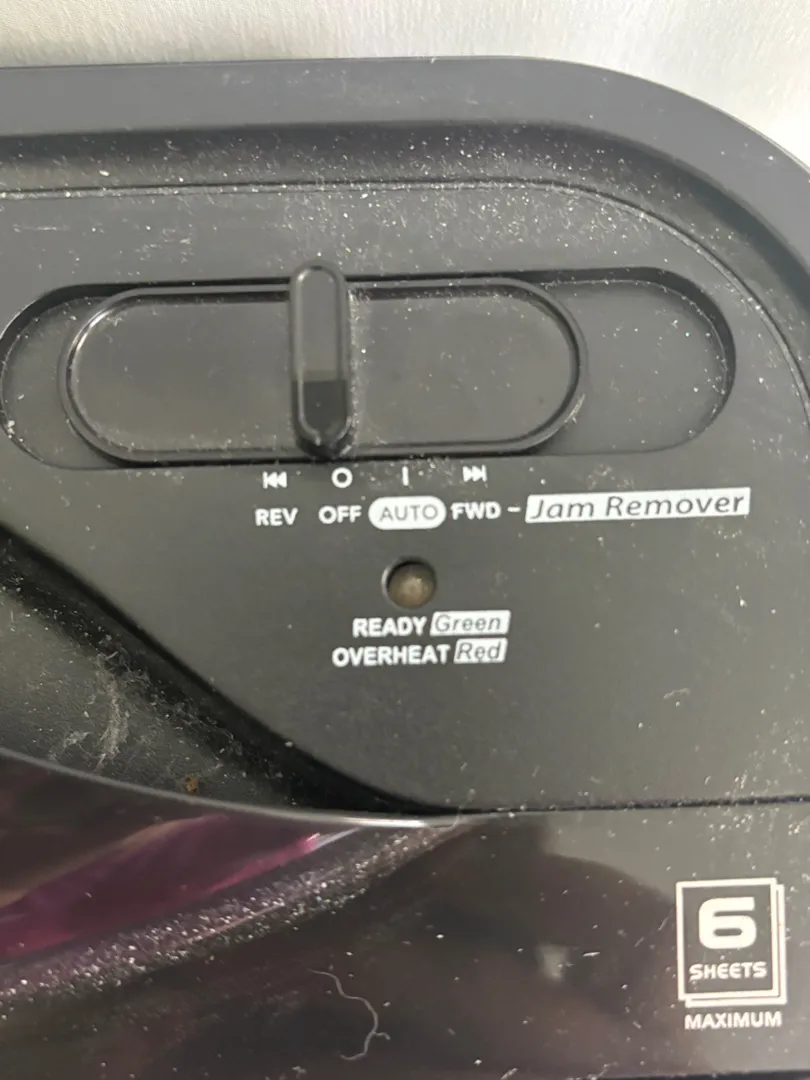 REV OFF AUTO FWD - Jam Remover
READY Green
OVERHEAT Red
6
SHEETS
MAXIMUM